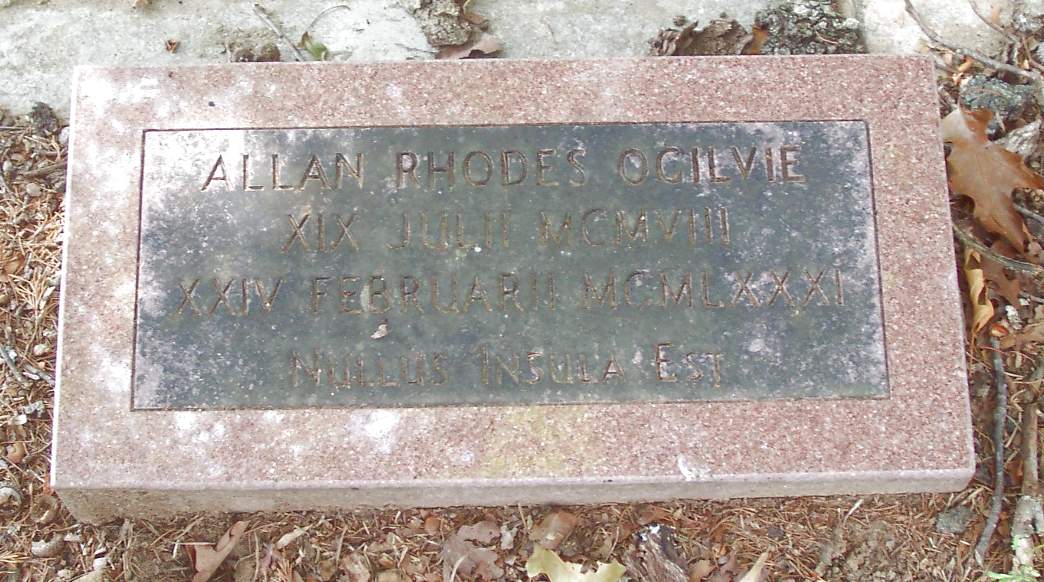 ALLAN RHODES OGILVIE
XIX JULII MCMVIII
XXIV FEBRUARII MCMLXXXI
NULLUS INSULA EST